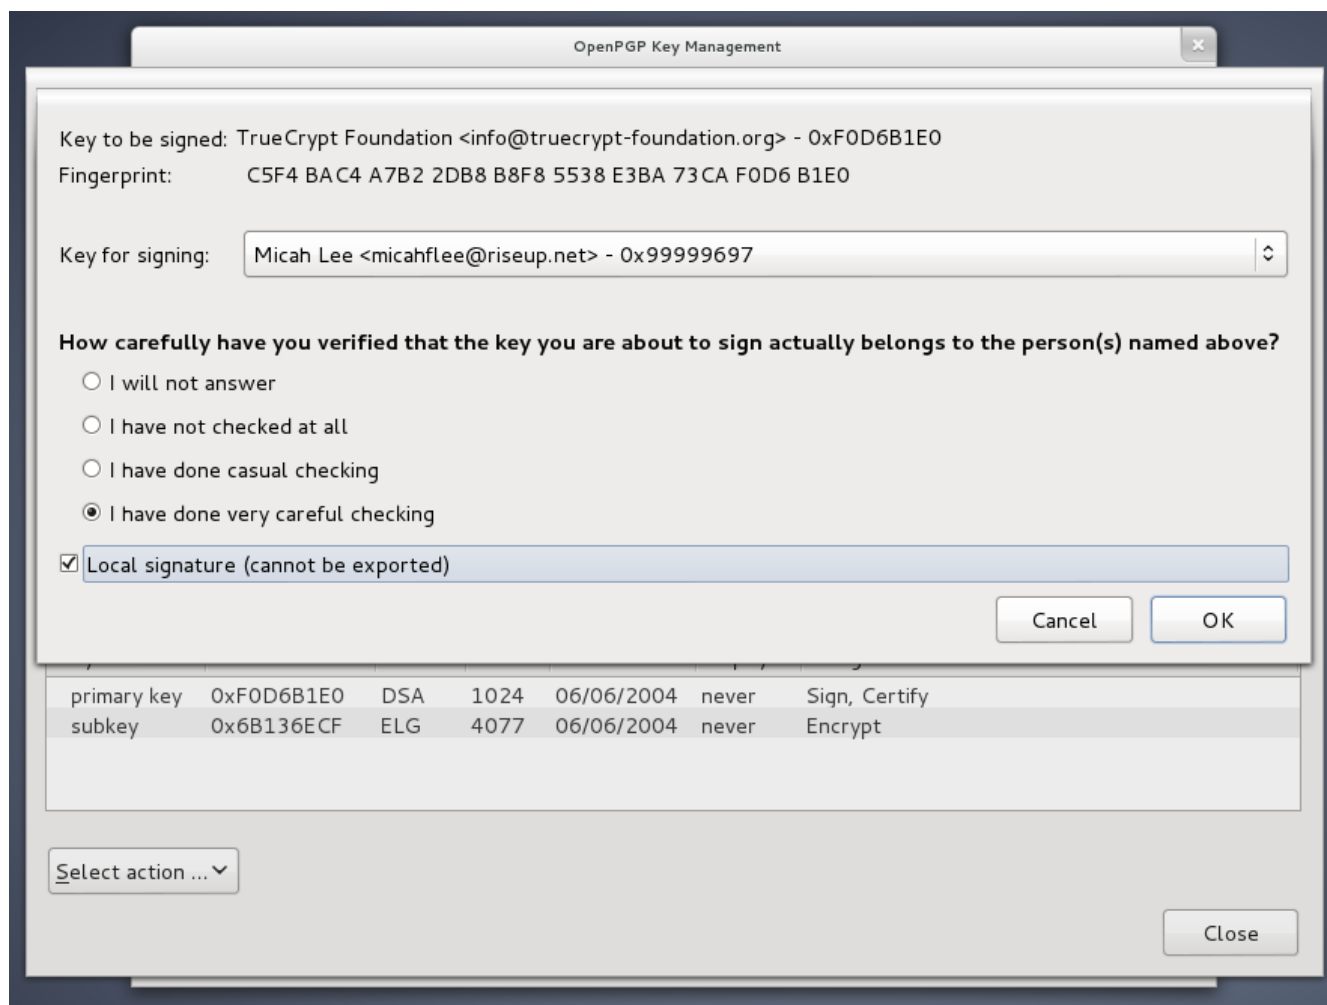 OpenPGP Key Management
Key to be signed: TrueCrypt Foundation <info@truecrypt-foundation.org> - 0xF0D6B1E0
Fingerprint: C5F4 BAC4 A7B2 2DB8 B8F8 5538 E3BA 73CA F0D6 B1E0
Key for signing: Micah Lee <micahflee@riseup.net> - 0x99999697
How carefully have you verified that the key you are about to sign actually belongs to the person(s) named above?
I will not answer
I have not checked at all
I have done casual checking
I have done very careful checking
Local signature (cannot be exported)
Cancel OK
primary key 0xF0D6B1E0 DSA 1024 06/06/2004 never Sign, Certify
subkey 0x6B136ECF ELG 4077 06/06/2004 never Encrypt
Select action ...
Close